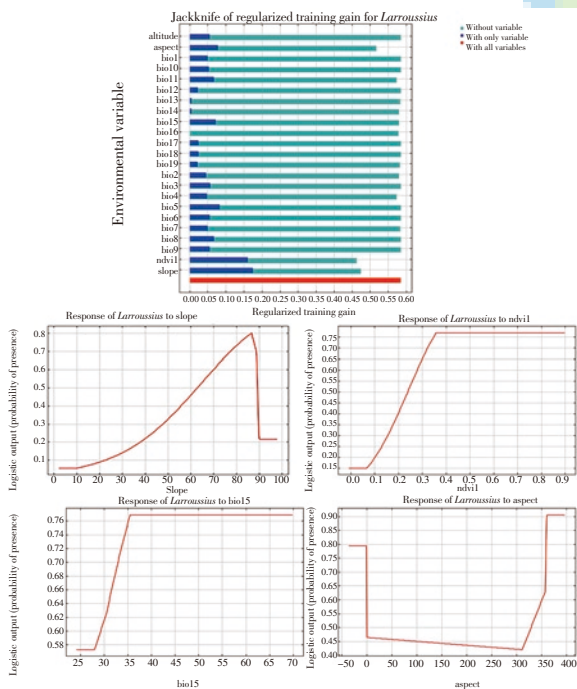 Jackknife of regularized training gain for Larroussius
Without variable
With only variable
With all variables
Environmental variable
altitude
aspect
bio1
bio10
bio11
bio12
bio13
bio14
bio15
bio16
bio17
bio18
bio19
bio2
bio3
bio4
bio5
bio6
bio7
bio8
bio9
ndvi1
slope
0.00 0.05 0.10 0.15 0.20 0.25 0.30 0.35 0.40 0.45 0.50 0.55 0.60
Regularized training gain
Response of Larroussius to slope
Logistic output (probability of presence)
0.8
0.7
0.6
0.5
0.4
0.3
0.2
0.1
0 10 20 30 40 50 60 70 80 90 100
Slope
Response of Larroussius to ndvi1
Logistic output (probability of presence)
0.75
0.70
0.65
0.60
0.55
0.50
0.45
0.40
0.35
0.30
0.25
0.20
0.15
0.0 0.1 0.2 0.3 0.4 0.5 0.6 0.7 0.8 0.9
ndvi1
Response of Larroussius to bio15
Logistic output (probability of presence)
0.76
0.74
0.72
0.70
0.68
0.66
0.64
0.62
0.60
0.58
25 30 35 40 45 50 55 60 65 70
bio15
Response of Larroussius to aspect
Logistic output (probability of presence)
0.90
0.85
0.80
0.75
0.70
0.65
0.60
0.55
0.50
0.45
0.40
-50 0 50 100 150 200 250 300 350 400
aspect